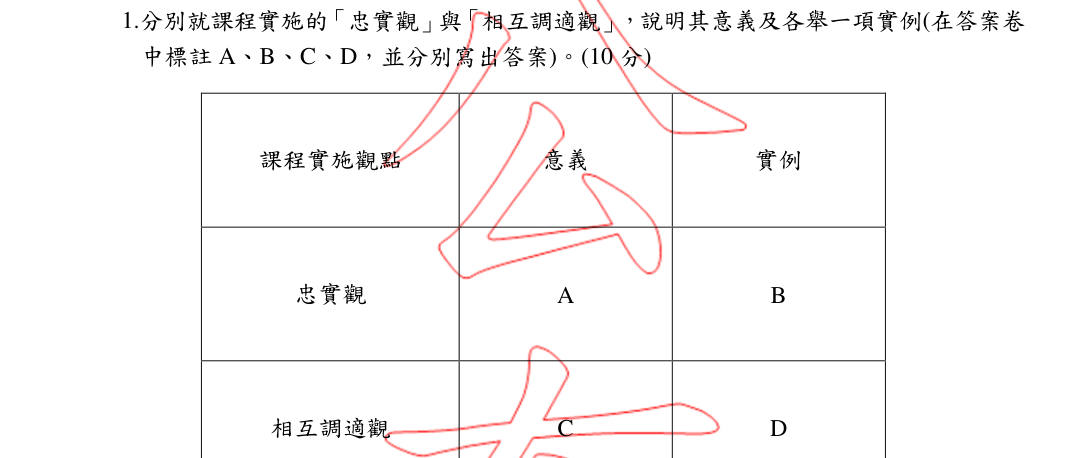 1.分別就課程實施的「忠實觀」與「相互調適觀」，說明其意義及各舉一項實例(在答案卷
中標註 A、B、C、D，並分別寫出答案)。(10 分)
課程實施觀點 意義 實例
忠實觀 A B
相互調適觀 C D